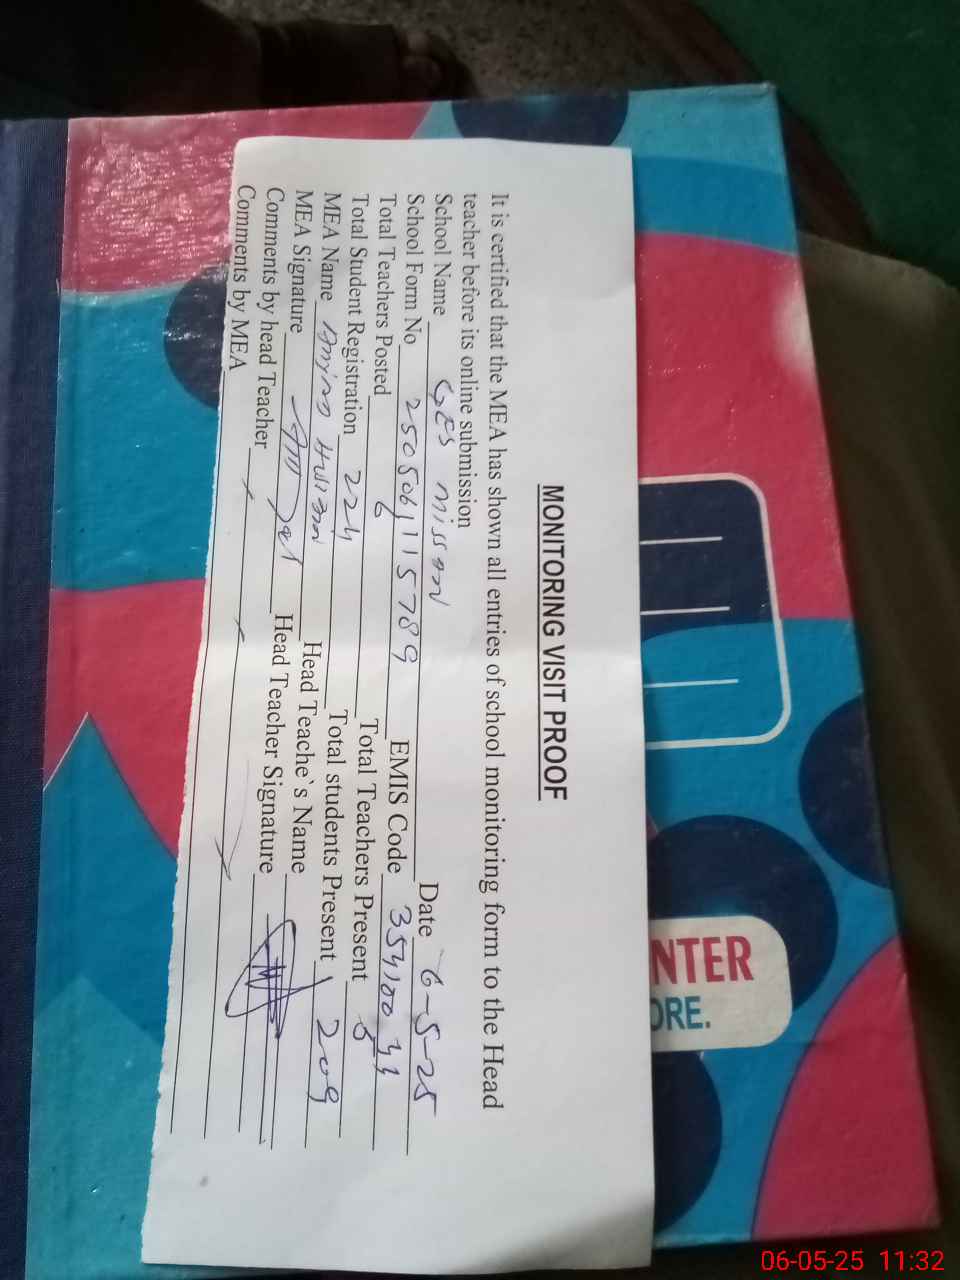 MONITORING VISIT PROOF
It is certified that the MEA has shown all entries of school monitoring form to the Head
teacher before its online submission
School Name GES mission Date 6-5-25
School Form No 250506115789 EMIS Code 35410033
Total Teachers Posted 6 Total Teachers Present 5
Total Student Registration 224 Total students Present 209
MEA Name Head Teache`s Name
MEA Signature Head Teacher Signature
Comments by head Teacher
Comments by MEA
NTER
ORE.
06-05-25 11:32